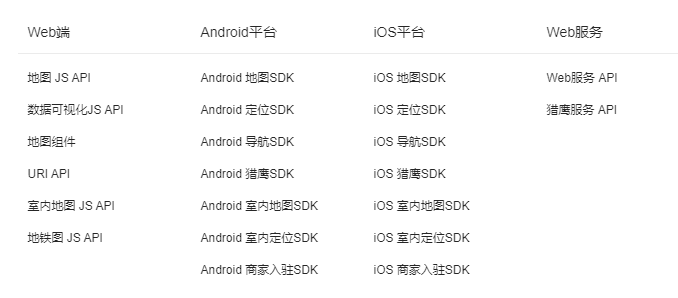 Web端 Android平台 iOS平台 Web服务
地图 JS API Android 地图SDK iOS 地图SDK Web服务 API
数据可视化JS API Android 定位SDK iOS 定位SDK 猎鹰服务 API
地图组件 Android 导航SDK iOS 导航SDK
URI API Android 猎鹰SDK iOS 猎鹰SDK
室内地图 JS API Android 室内地图SDK iOS 室内地图SDK
地铁图 JS API Android 室内定位SDK iOS 室内定位SDK
Android 商家入驻SDK iOS 商家入驻SDK